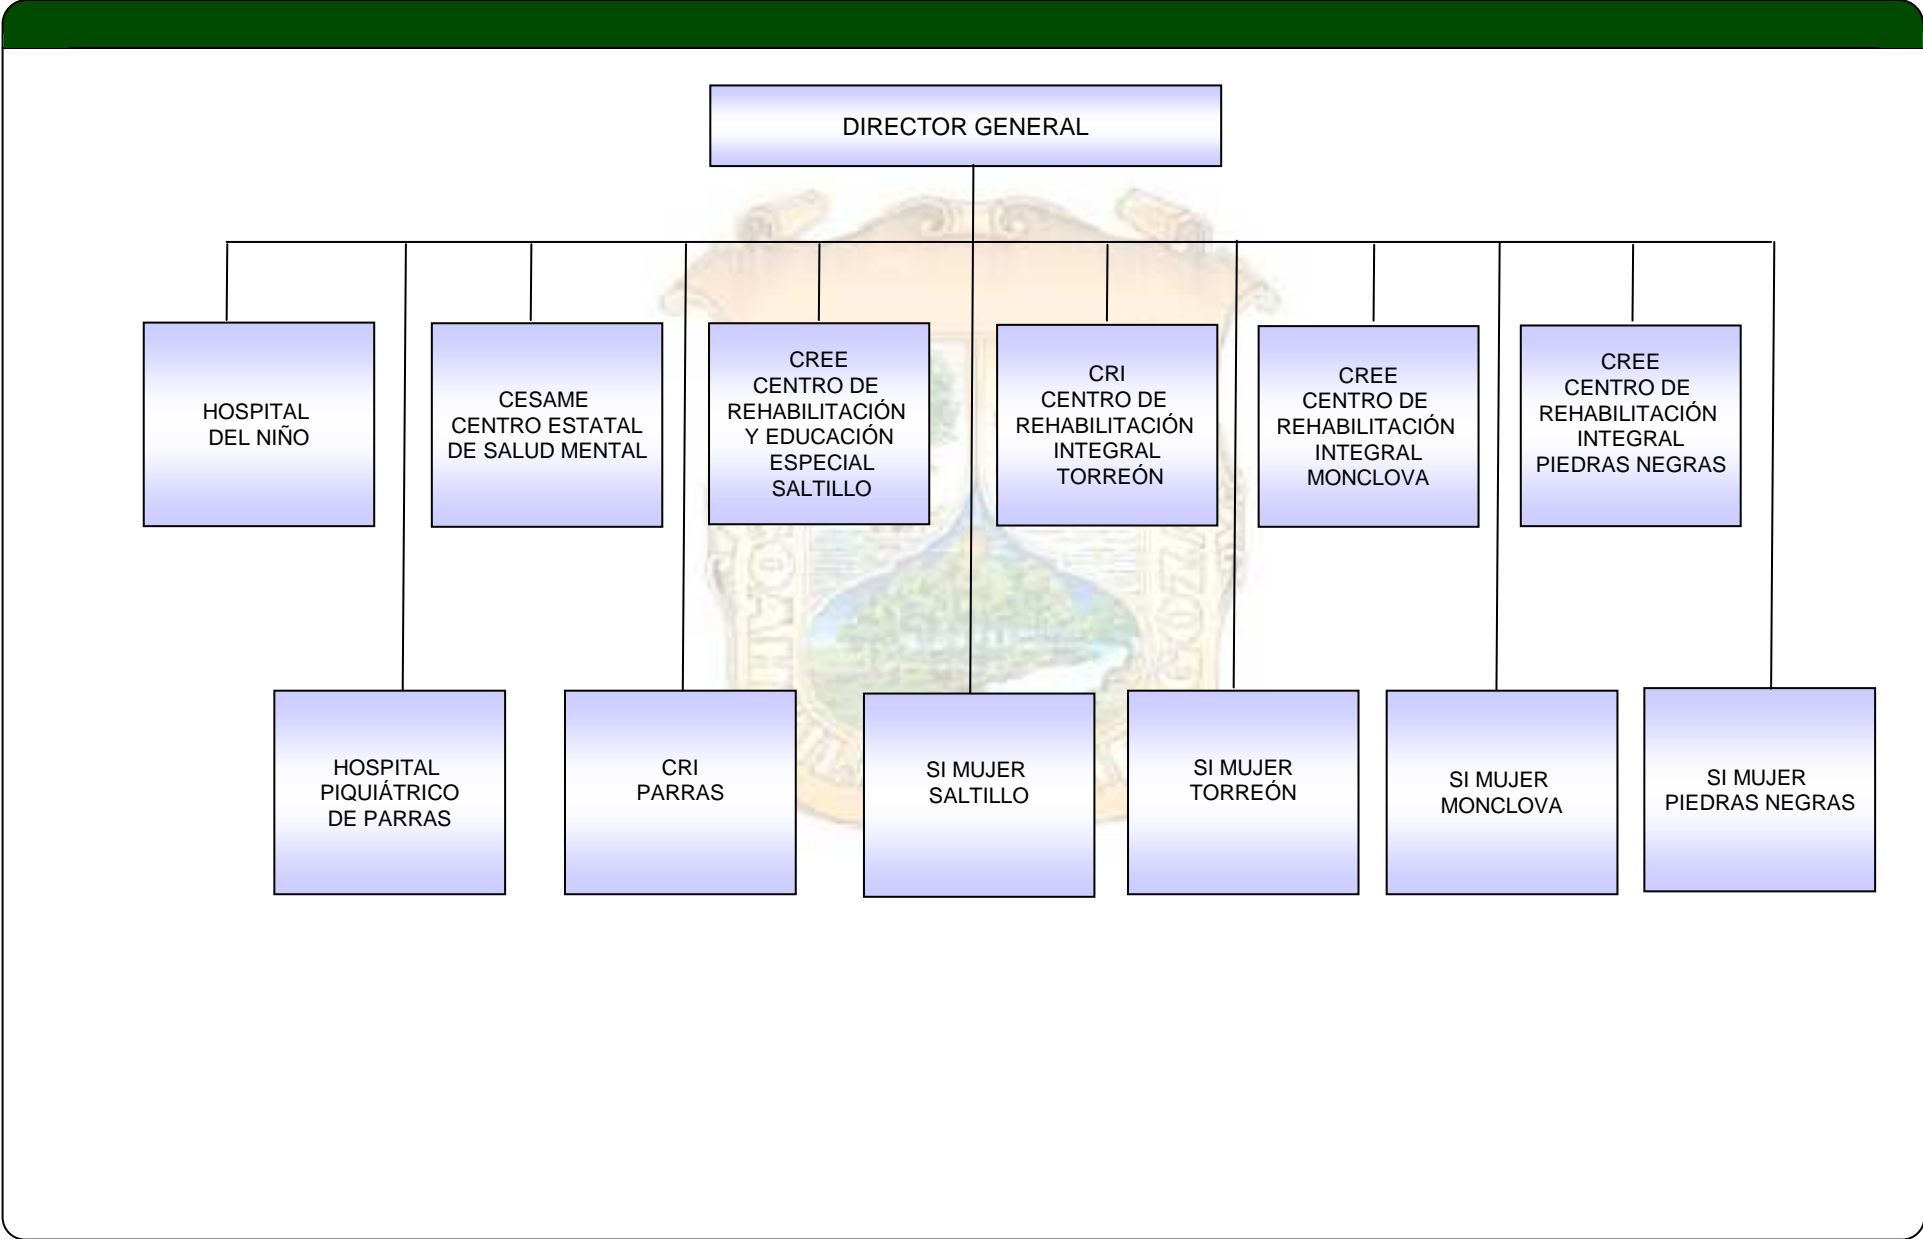 DIRECTOR GENERAL
HOSPITAL
DEL NIÑO
CESAME
CENTRO ESTATAL
DE SALUD MENTAL
CREE
CENTRO DE
REHABILITACIÓN
Y EDUCACIÓN
ESPECIAL
SALTILLO
CRI
CENTRO DE
REHABILITACIÓN
INTEGRAL
TORREÓN
CREE
CENTRO DE
REHABILITACIÓN
INTEGRAL
MONCLOVA
CREE
CENTRO DE
REHABILITACIÓN
INTEGRAL
PIEDRAS NEGRAS
HOSPITAL
PIQUIÁTRICO
DE PARRAS
CRI
PARRAS
SI MUJER
SALTILLO
SI MUJER
TORREÓN
SI MUJER
MONCLOVA
SI MUJER
PIEDRAS NEGRAS